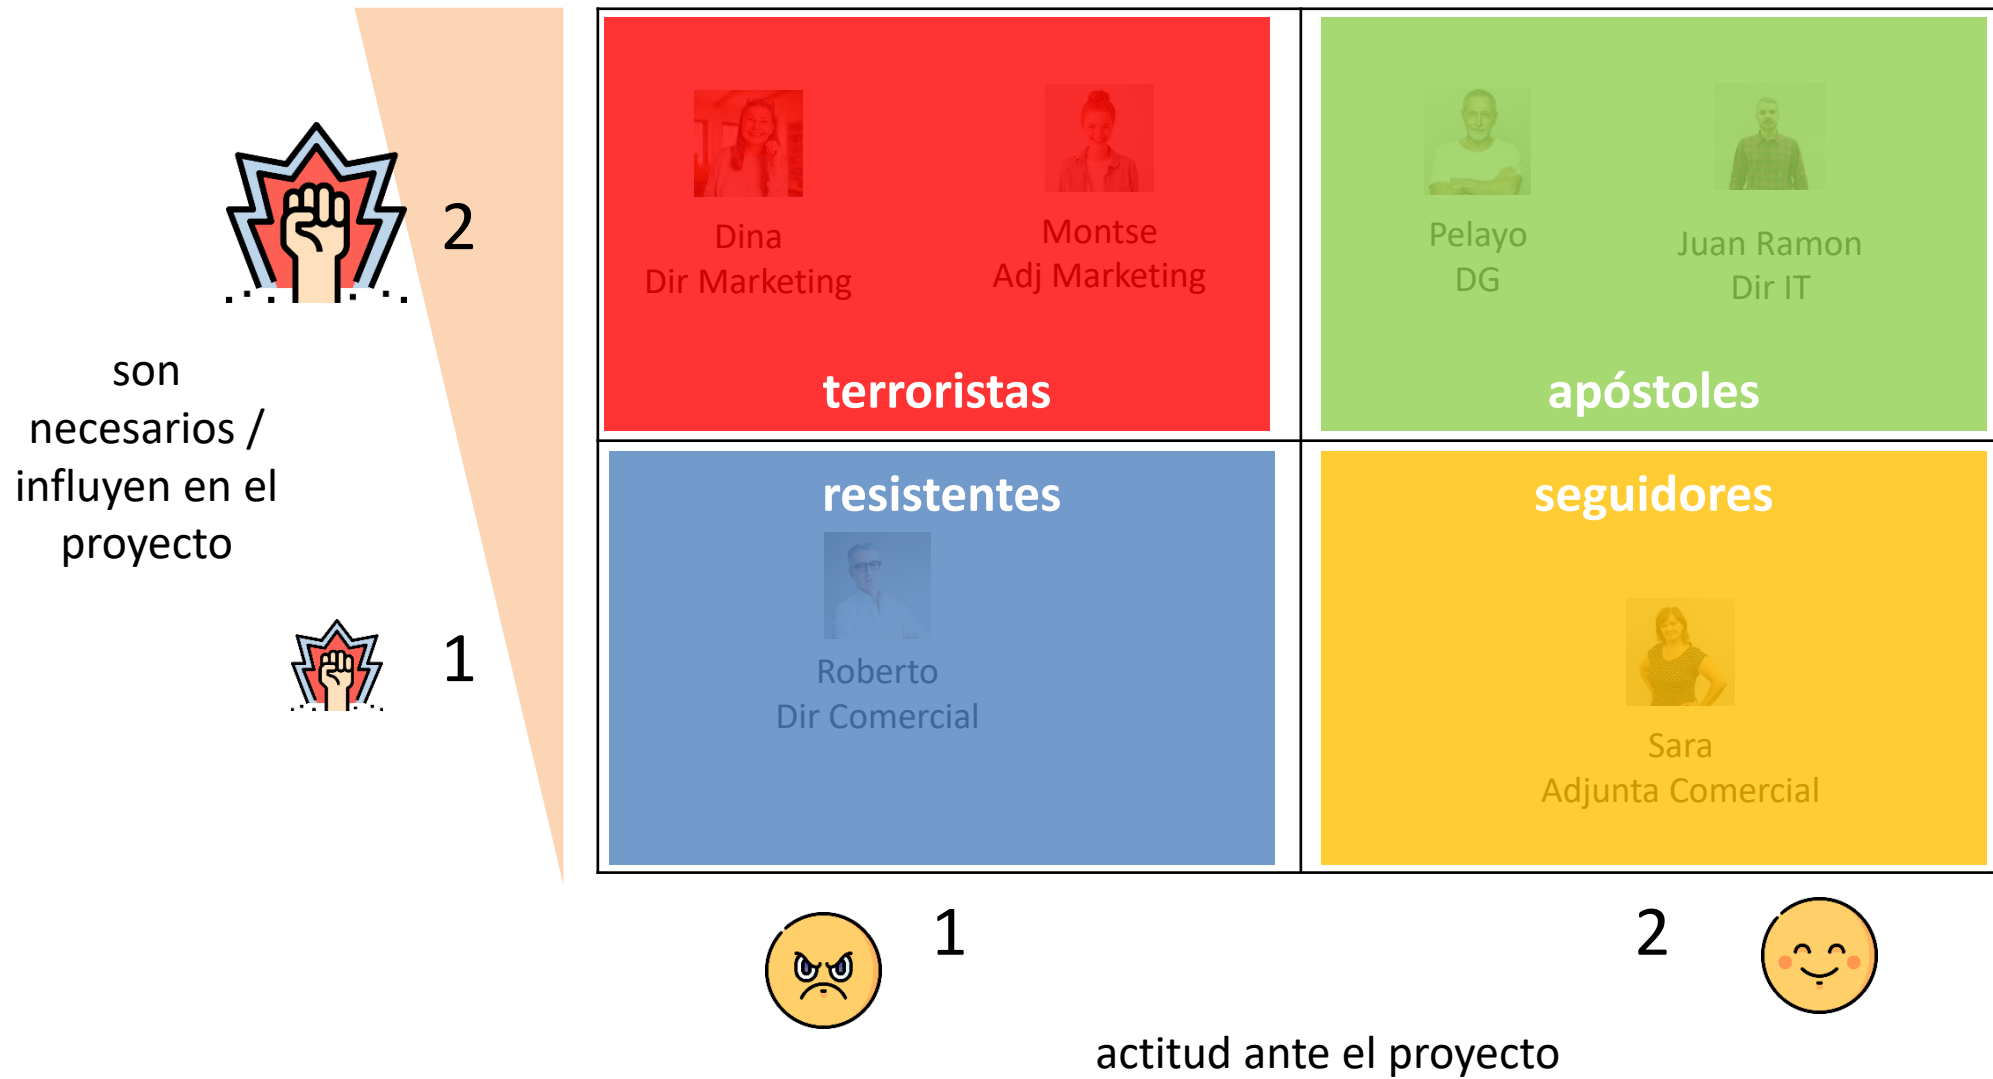 2
son
necesarios /
influyen en el
proyecto
1
Dina
Dir Marketing
Montse
Adj Marketing
terroristas
Pelayo
DG
Juan Ramon
Dir IT
apóstoles
resistentes
Roberto
Dir Comercial
seguidores
Sara
Adjunta Comercial
1
2
actitud ante el proyecto